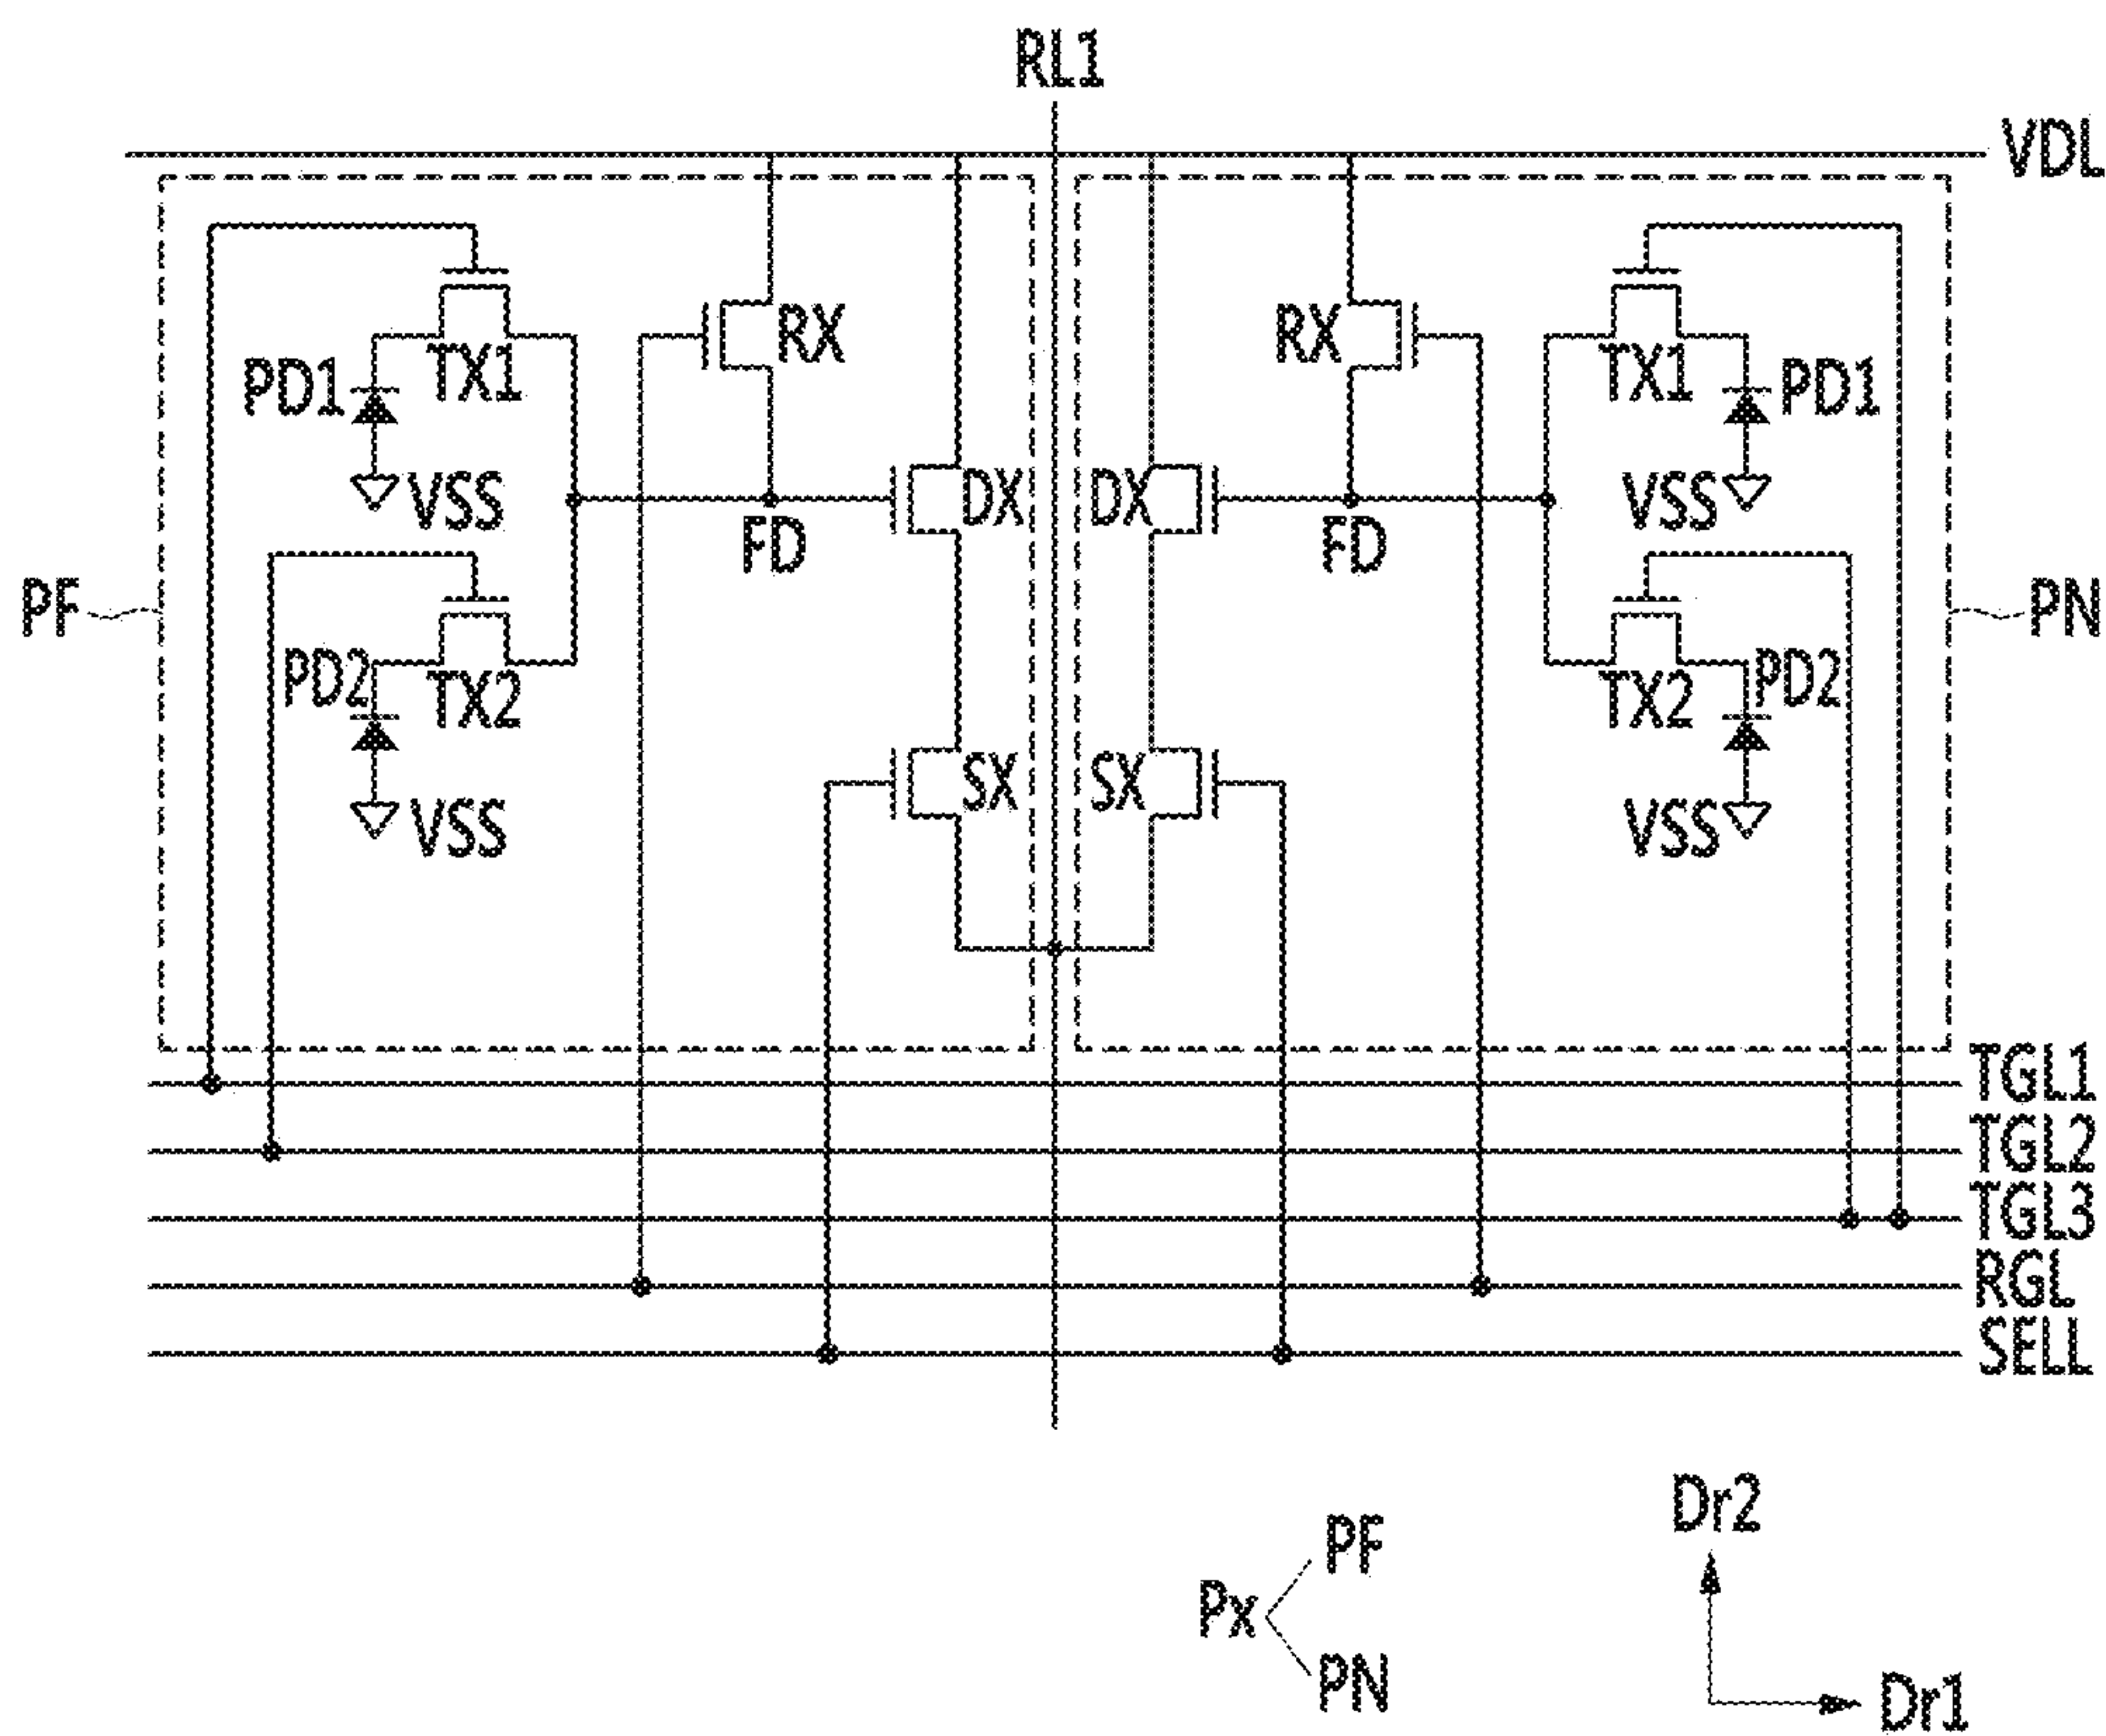 RL1
VDL
RX
RX
PD1
TX1
TX1
PD1
VSS
DX
DX
VSS
FD
FD
PF
PN
PD2
TX2
TX2
PD2
SX
SX
VSS
VSS
TGL1
TGL2
TGL3
RGL
SELL
Dr2
PF
Px
PN
Dr1